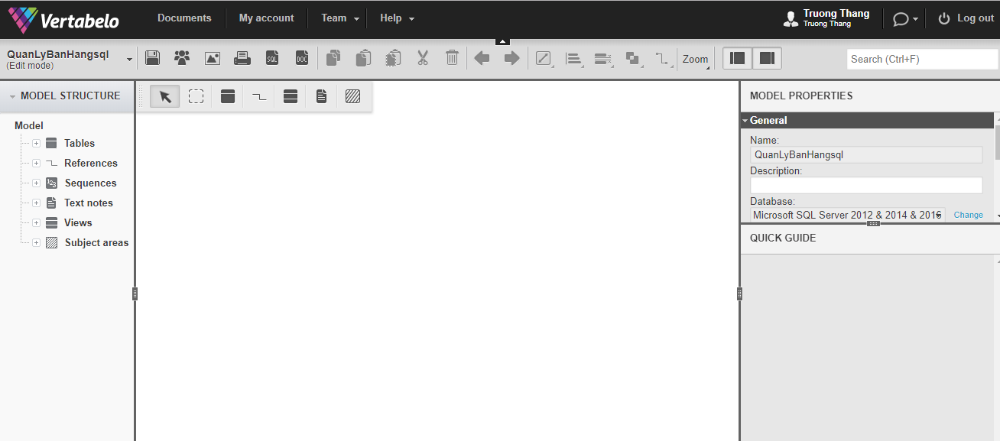 Vertabelo
Documents
My account
Team
Help
Truong Thang
Truong Thang
Log out
QuanLyBanHangsql
(Edit mode)
SQL
DOC
Zoom
Search (Ctrl+F)
MODEL STRUCTURE
Model
Tables
References
123
Sequences
Text notes
Views
Subject areas
MODEL PROPERTIES
General
Name:
QuanLyBanHangsql
Description:
Database:
Microsoft SQL Server 2012 & 2014 & 2016
Change
QUICK GUIDE